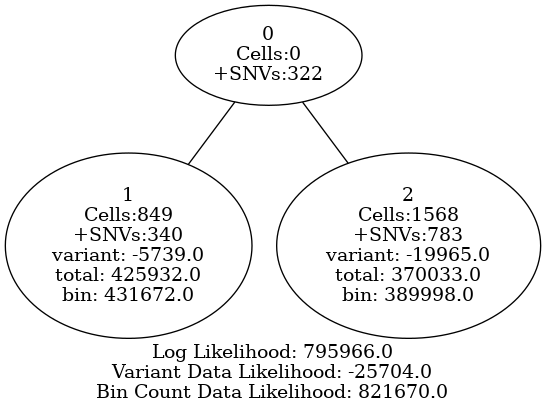 0
Cells:0
+SNVs:322
1
Cells:849
+SNVs:340
variant: -5739.0
total: 425932.0
bin: 431672.0
2
Cells:1568
+SNVs:783
variant: -19965.0
total: 370033.0
bin: 389998.0
Log Likelihood: 795966.0
Variant Data Likelihood: -25704.0
Bin Count Data Likelihood: 821670.0